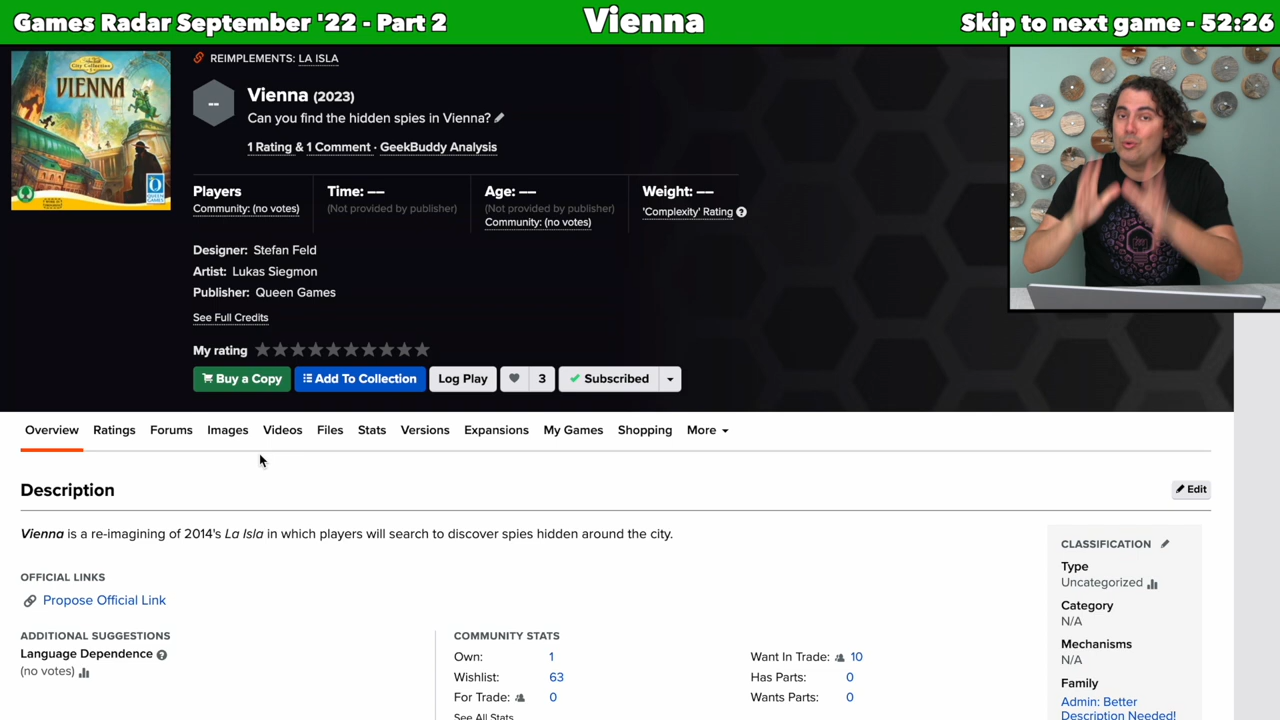 Games Radar September '22 - Part 2
Vienna
Skip to next game - 52:26
City Collection
VIENNA
QUEEN GAMES
REIMPLEMENTS: LA ISLA
--
Vienna (2023)
Can you find the hidden spies in Vienna?
1 Rating & 1 Comment · GeekBuddy Analysis
Players
Community: (no votes)
Time: --
(Not provided by publisher)
Age: --
(Not provided by publisher)
Community: (no votes)
Weight: --
'Complexity' Rating ?
Designer: Stefan Feld
Artist: Lukas Siegmon
Publisher: Queen Games
See Full Credits
My rating
Buy a Copy
Add To Collection
Log Play
3
Subscribed
Overview
Ratings
Forums
Images
Videos
Files
Stats
Versions
Expansions
My Games
Shopping
More
Description
Edit
Vienna is a re-imagining of 2014's La Isla in which players will search to discover spies hidden around the city.
OFFICIAL LINKS
Propose Official Link
ADDITIONAL SUGGESTIONS
Language Dependence ?
(no votes)
COMMUNITY STATS
Own: 1
Wishlist: 63
For Trade: 0
See All Stats
Want In Trade: 10
Has Parts: 0
Wants Parts: 0
CLASSIFICATION
Type
Uncategorized
Category
N/A
Mechanisms
N/A
Family
Admin: Better
Description Needed!